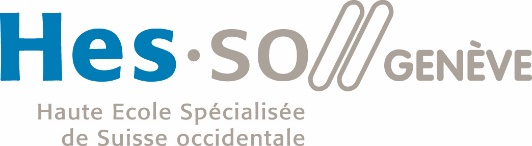 Hes·so GENÈVE
Haute Ecole Spécialisée
de Suisse occidentale